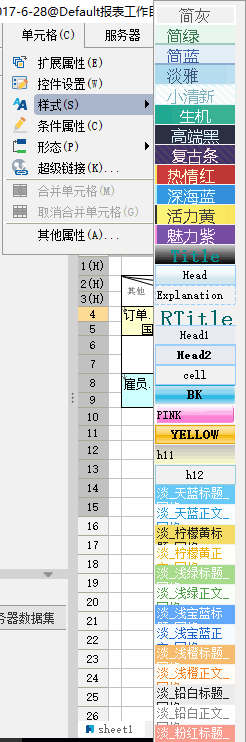 017-6-28@Default报表工作目
单元格(C)
服务器
扩展属性(E)
控件设置(W)
样式(S)
条件属性(C)
形态(P)
超级链接(K)...
合并单元格(M)
取消合并单元格(G)
其他属性(A)...
简灰
简绿
简蓝
淡雅
小清新
生机
高端黑
复古条
热情红
深海蓝
活力黄
魅力紫
Title
Head
Explanation
RTitle
Head1
Head2
cell
BK
PINK
YELLOW
h11
h12
淡_天蓝标题_
淡_天蓝正文_
淡_柠檬黄标
淡_柠檬黄正
淡_浅绿标题_
淡_浅绿正文_
淡_浅宝蓝标
淡_浅宝蓝正
淡_浅橙标题_
淡_浅橙正文_
淡_铅白标题_
淡_铅白正文_
淡_粉红标题_
1(H)
2(H)
3(H)
其他
4
订单.
5
国
6
7
8
雇员.
9
10
11
12
13
14
15
16
17
18
19
20
21
22
23
24
25
26
务器数据集
sheet1